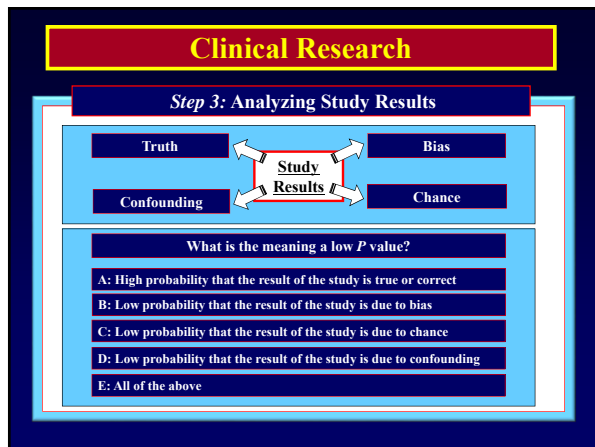 Clinical Research
Step 3: Analyzing Study Results
Truth
Bias
Study
Results
Confounding
Chance
What is the meaning a low P value?
A: High probability that the result of the study is true or correct
B: Low probability that the result of the study is due to bias
C: Low probability that the result of the study is due to chance
D: Low probability that the result of the study is due to confounding
E: All of the above